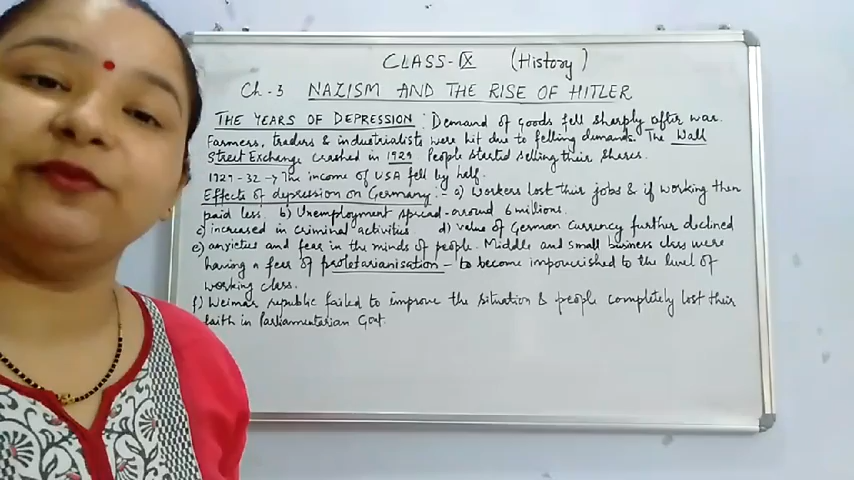 CLASS-IX (History)
Ch-3 NAZISM AND THE RISE OF HITLER
THE YEARS OF DEPRESSION : Demand of goods fell sharply after war.
Farmers, traders & industrialists were hit due to felling demands. The Wall
Street Exchange crashed in 1929 People started selling their shares.
1929-32 → The income of USA fell by half.
Effects of depression on Germany :- a) workers lost their jobs & if working then
paid less. b) Unemployment spread around 6 millions.
c) increased in criminal activities d) value of German currency further declined
e) anxieties and fear in the minds of people. Middle and small business class were
having a fear of proletarianisation - to become impoverished to the level of
working class.
f) Weimar republic failed to improve the situation & people completely lost their
faith in Parliamentarian Govt.